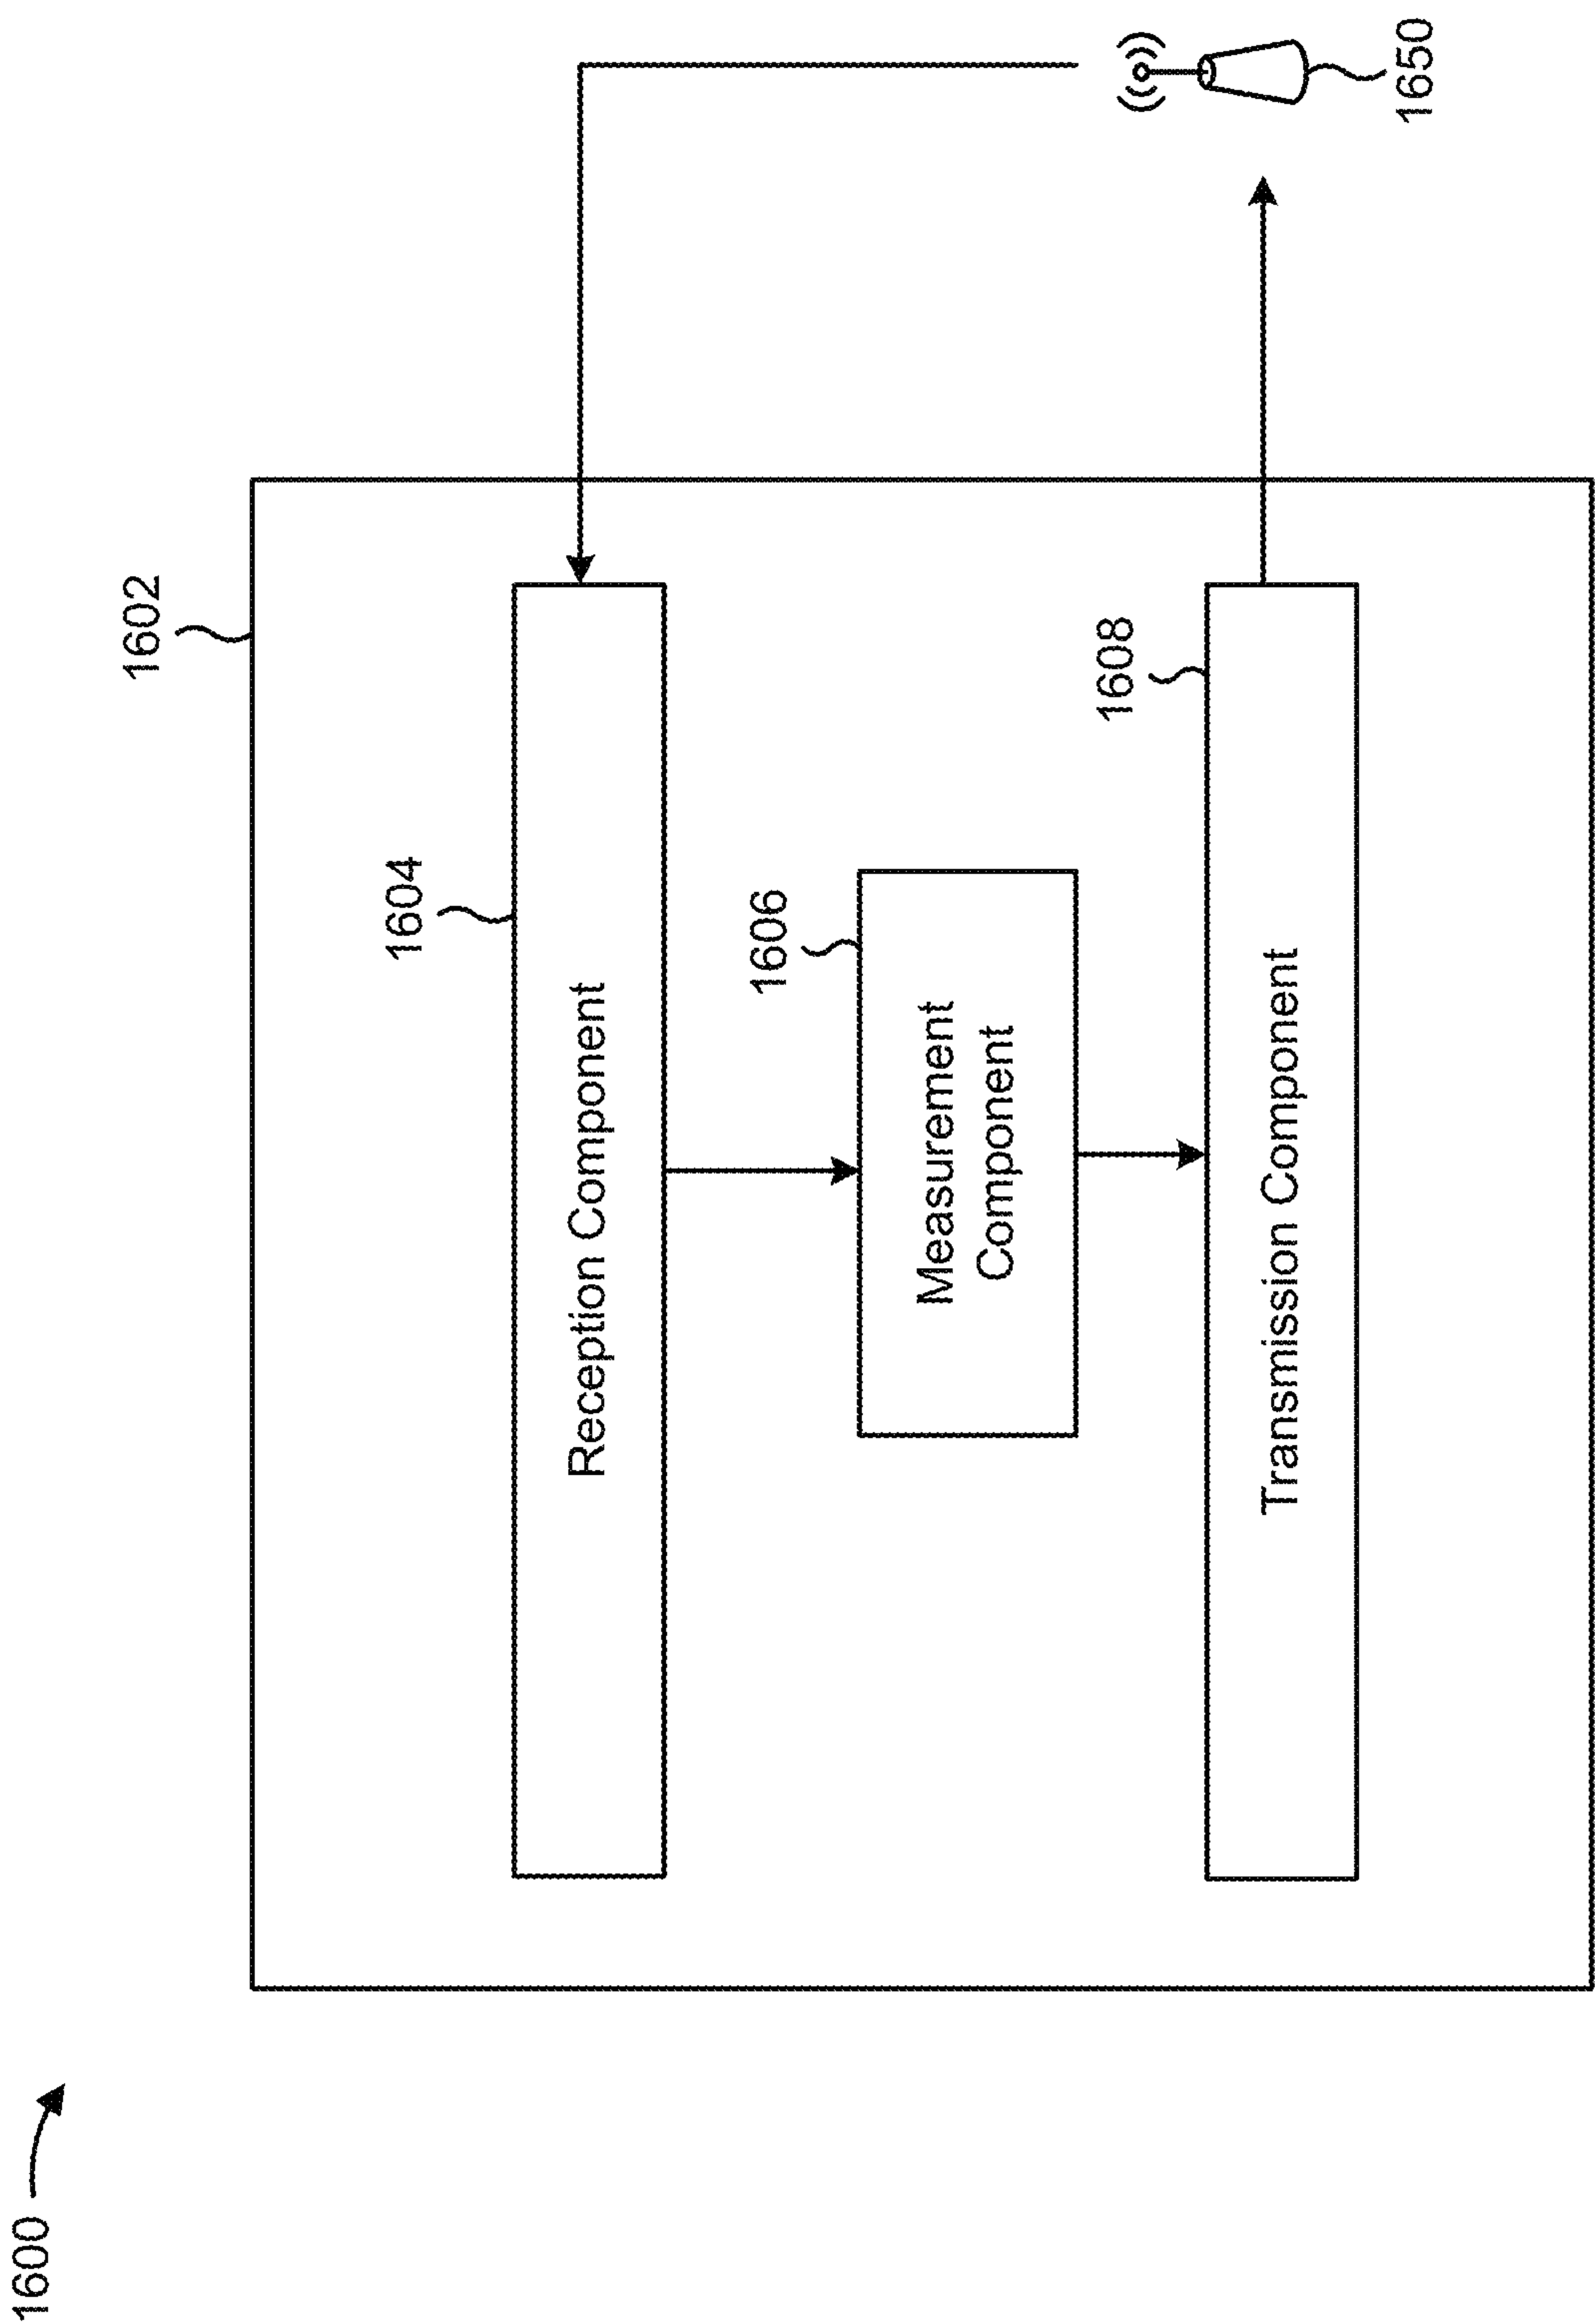 1600
1602
1604
Reception Component
1606
Measurement
Component
1608
Transmission Component
1650